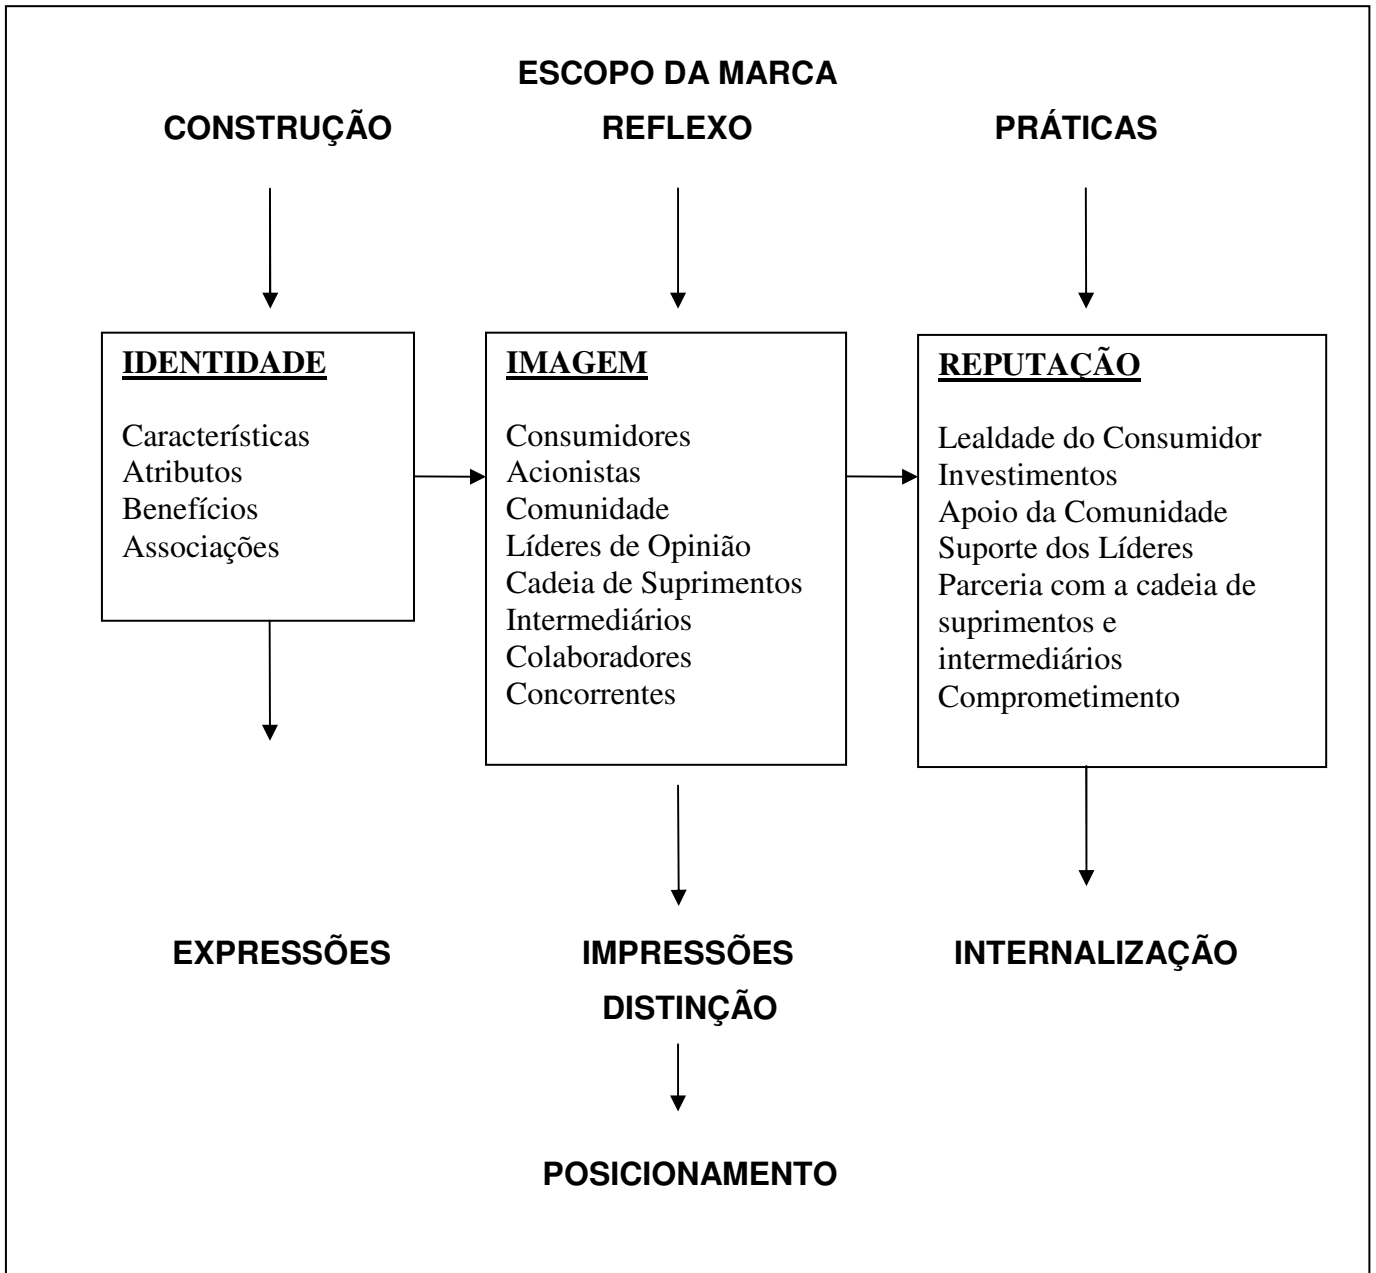 ESCOPO DA MARCA
CONSTRUÇÃO REFLEXO PRÁTICAS
IDENTIDADE
Características
Atributos
Benefícios
Associações
IMAGEM
Consumidores
Acionistas
Comunidade
Líderes de Opinião
Cadeia de Suprimentos
Intermediários
Colaboradores
Concorrentes
REPUTAÇÃO
Lealdade do Consumidor
Investimentos
Apoio da Comunidade
Suporte dos Líderes
Parceria com a cadeia de
suprimentos e
intermediários
Comprometimento
EXPRESSÕES IMPRESSÕES INTERNALIZAÇÃO
DISTINÇÃO
POSICIONAMENTO